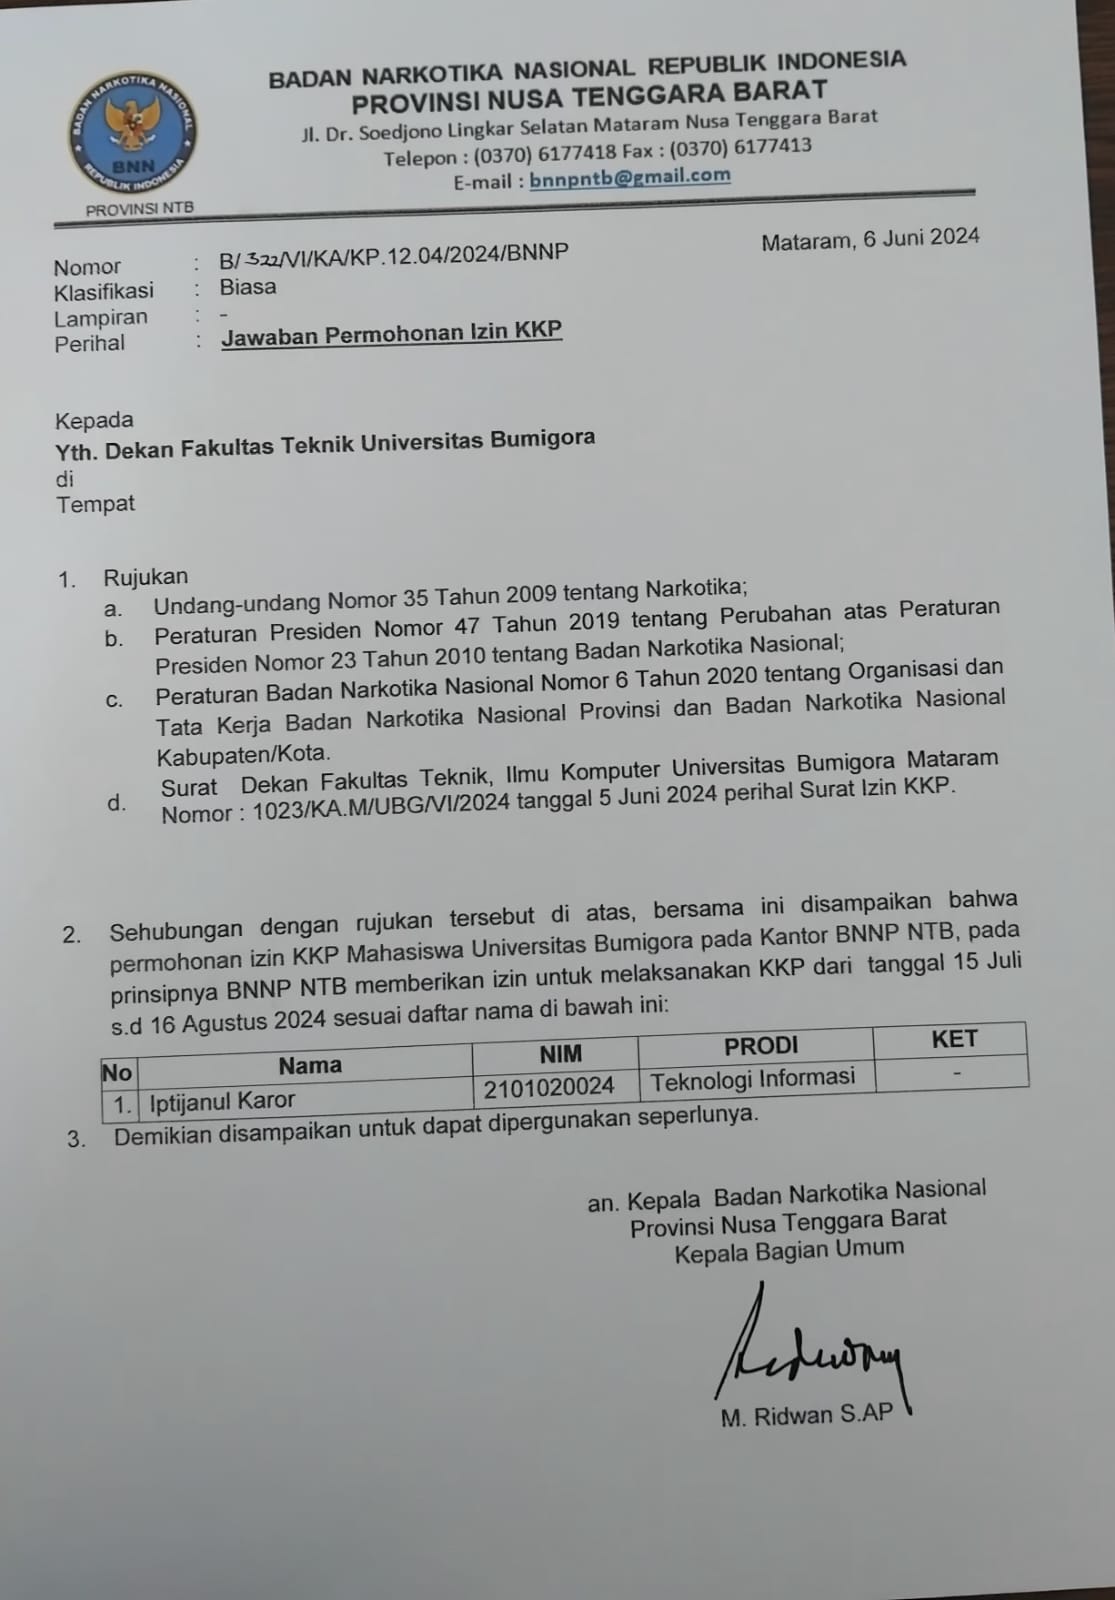 BADAN NARKOTIKA NASIONAL REPUBLIK INDONESIA
PROVINSI NUSA TENGGARA BARAT
Jl. Dr. Soedjono Lingkar Selatan Mataram Nusa Tenggara Barat
Telepon : (0370) 6177418 Fax : (0370) 6177413
E-mail : bnnpntb@gmail.com
BADAN NARKOTIKA NASIONAL
BNN
REPUBLIK INDONESIA
PROVINSI NTB
Mataram, 6 Juni 2024
Nomor : B/322/VI/KA/KP.12.04/2024/BNNP
Klasifikasi : Biasa
Lampiran : -
Perihal : Jawaban Permohonan Izin KKP
Kepada
Yth. Dekan Fakultas Teknik Universitas Bumigora
di
Tempat
1. Rujukan
a. Undang-undang Nomor 35 Tahun 2009 tentang Narkotika;
b. Peraturan Presiden Nomor 47 Tahun 2019 tentang Perubahan atas Peraturan
Presiden Nomor 23 Tahun 2010 tentang Badan Narkotika Nasional;
c. Peraturan Badan Narkotika Nasional Nomor 6 Tahun 2020 tentang Organisasi dan
Tata Kerja Badan Narkotika Nasional Provinsi dan Badan Narkotika Nasional
Kabupaten/Kota.
d. Surat Dekan Fakultas Teknik, Ilmu Komputer Universitas Bumigora Mataram
Nomor : 1023/KA.M/UBG/VI/2024 tanggal 5 Juni 2024 perihal Surat Izin KKP.
2. Sehubungan dengan rujukan tersebut di atas, bersama ini disampaikan bahwa
permohonan izin KKP Mahasiswa Universitas Bumigora pada Kantor BNNP NTB, pada
prinsipnya BNNP NTB memberikan izin untuk melaksanakan KKP dari tanggal 15 Juli
s.d 16 Agustus 2024 sesuai daftar nama di bawah ini:
No Nama NIM PRODI KET
1. Iptijanul Karor 2101020024 Teknologi Informasi -
3. Demikian disampaikan untuk dapat dipergunakan seperlunya.
an. Kepala Badan Narkotika Nasional
Provinsi Nusa Tenggara Barat
Kepala Bagian Umum
M. Ridwan S.AP